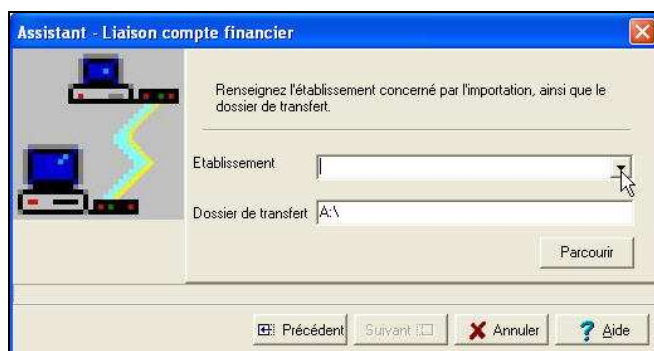 Assistant - Liaison compte financier
Renseignez l'établissement concerné par l'importation, ainsi que le
dossier de transfert.
Etablissement
Dossier de transfert A:\
Parcourir
Précédent Suivant Annuler ? Aide